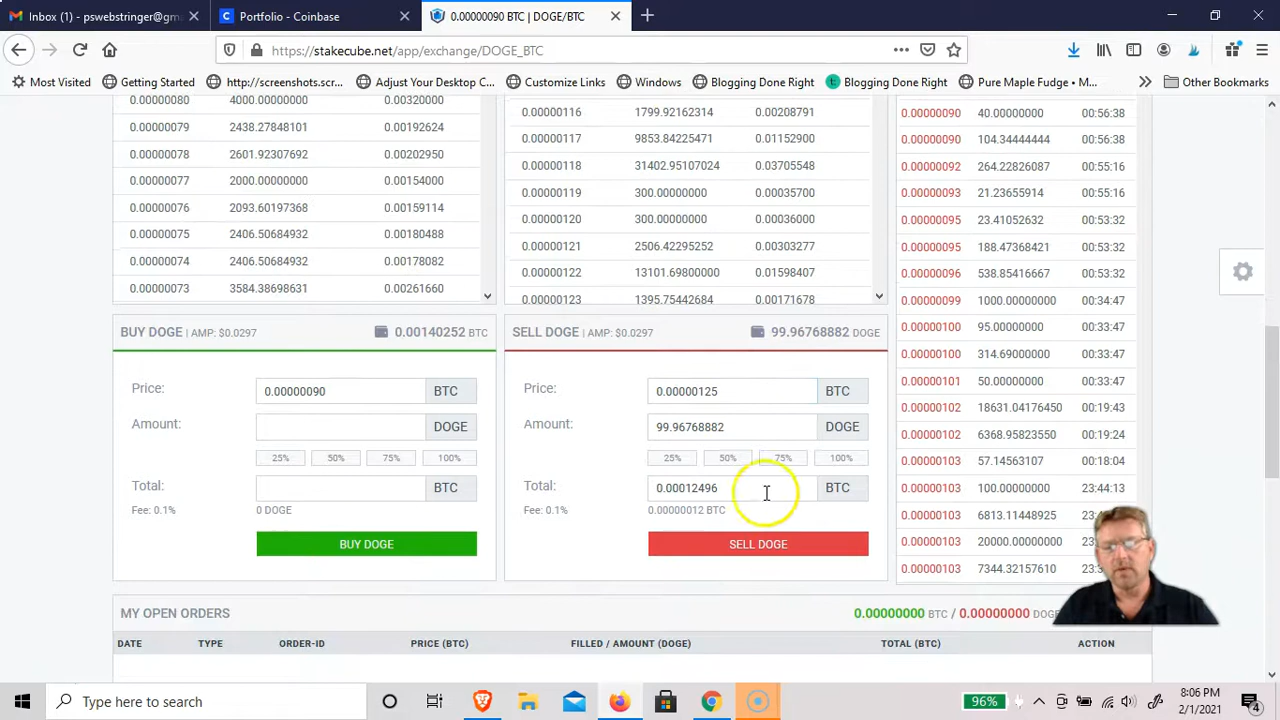 Inbox (1) - pswebstringer@gm
Portfolio - Coinbase
0.00000090 BTC | DOGE/BTC
https://stakecube.net/app/exchange/DOGE_BTC
Most Visited
Getting Started
http://screenshots.scr...
Adjust Your Desktop C...
Customize Links
Windows
Blogging Done Right
Blogging Done Right
Pure Maple Fudge • M...
Other Bookmarks
0.00000080 4000.00000000 0.00320000
0.00000079 2438.27848101 0.00192624
0.00000078 2601.92307692 0.00202950
0.00000077 2000.00000000 0.00154000
0.00000076 2093.60197368 0.00159114
0.00000075 2406.50684932 0.00180488
0.00000074 2406.50684932 0.00178082
0.00000073 3584.38698631 0.00261660
0.00000116 1799.92162314 0.00208791
0.00000117 9853.84225471 0.01152900
0.00000118 31402.95107024 0.03705548
0.00000119 300.00000000 0.00035700
0.00000120 300.00000000 0.00036000
0.00000121 2506.42295252 0.00303277
0.00000122 13101.69800000 0.01598407
0.00000123 1395.75442684 0.00171678
0.00000090 40.00000000 00:56:38
0.00000090 104.34444444 00:56:38
0.00000092 264.22826087 00:55:16
0.00000093 21.23655914 00:55:16
0.00000095 23.41052632 00:53:32
0.00000095 188.47368421 00:53:32
0.00000096 538.85416667 00:53:32
0.00000099 1000.00000000 00:34:47
0.00000100 95.00000000 00:33:47
0.00000100 314.69000000 00:33:47
0.00000101 50.00000000 00:33:47
0.00000102 18631.04176450 00:19:43
0.00000102 6368.95823550 00:19:24
0.00000103 57.14563107 00:18:04
0.00000103 100.00000000 23:44:13
0.00000103 6813.11448925
0.00000103 20000.00000000
0.00000103 7344.32157610
BUY DOGE | AMP: $0.0297 0.00140252 BTC
Price: 0.00000090 BTC
Amount: DOGE
25% 50% 75% 100%
Total: BTC
Fee: 0.1% 0 DOGE
BUY DOGE
SELL DOGE | AMP: $0.0297 99.96768882 DOGE
Price: 0.00000125 BTC
Amount: 99.96768882 DOGE
25% 50% 75% 100%
Total: 0.00012496 BTC
Fee: 0.1% 0.00000012 BTC
SELL DOGE
MY OPEN ORDERS 0.00000000 BTC / 0.00000000 DOGE
DATE TYPE ORDER-ID PRICE (BTC) FILLED / AMOUNT (DOGE) TOTAL (BTC) ACTION
Type here to search
96%
8:06 PM
2/1/2021
4